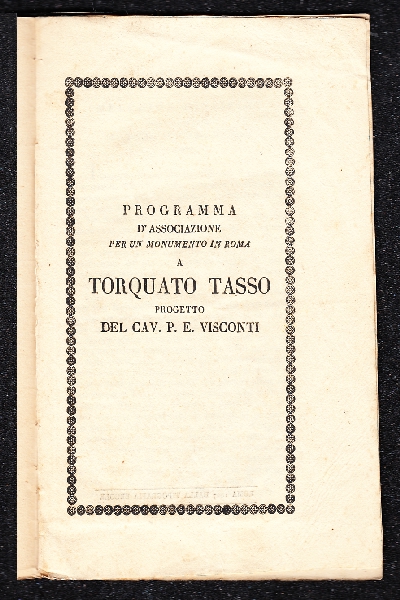 PROGRAMMA
D'ASSOCIAZIONE
PER UN MONUMENTO IN ROMA
A
TORQUATO TASSO
PROGETTO
DEL CAV. P. E. VISCONTI